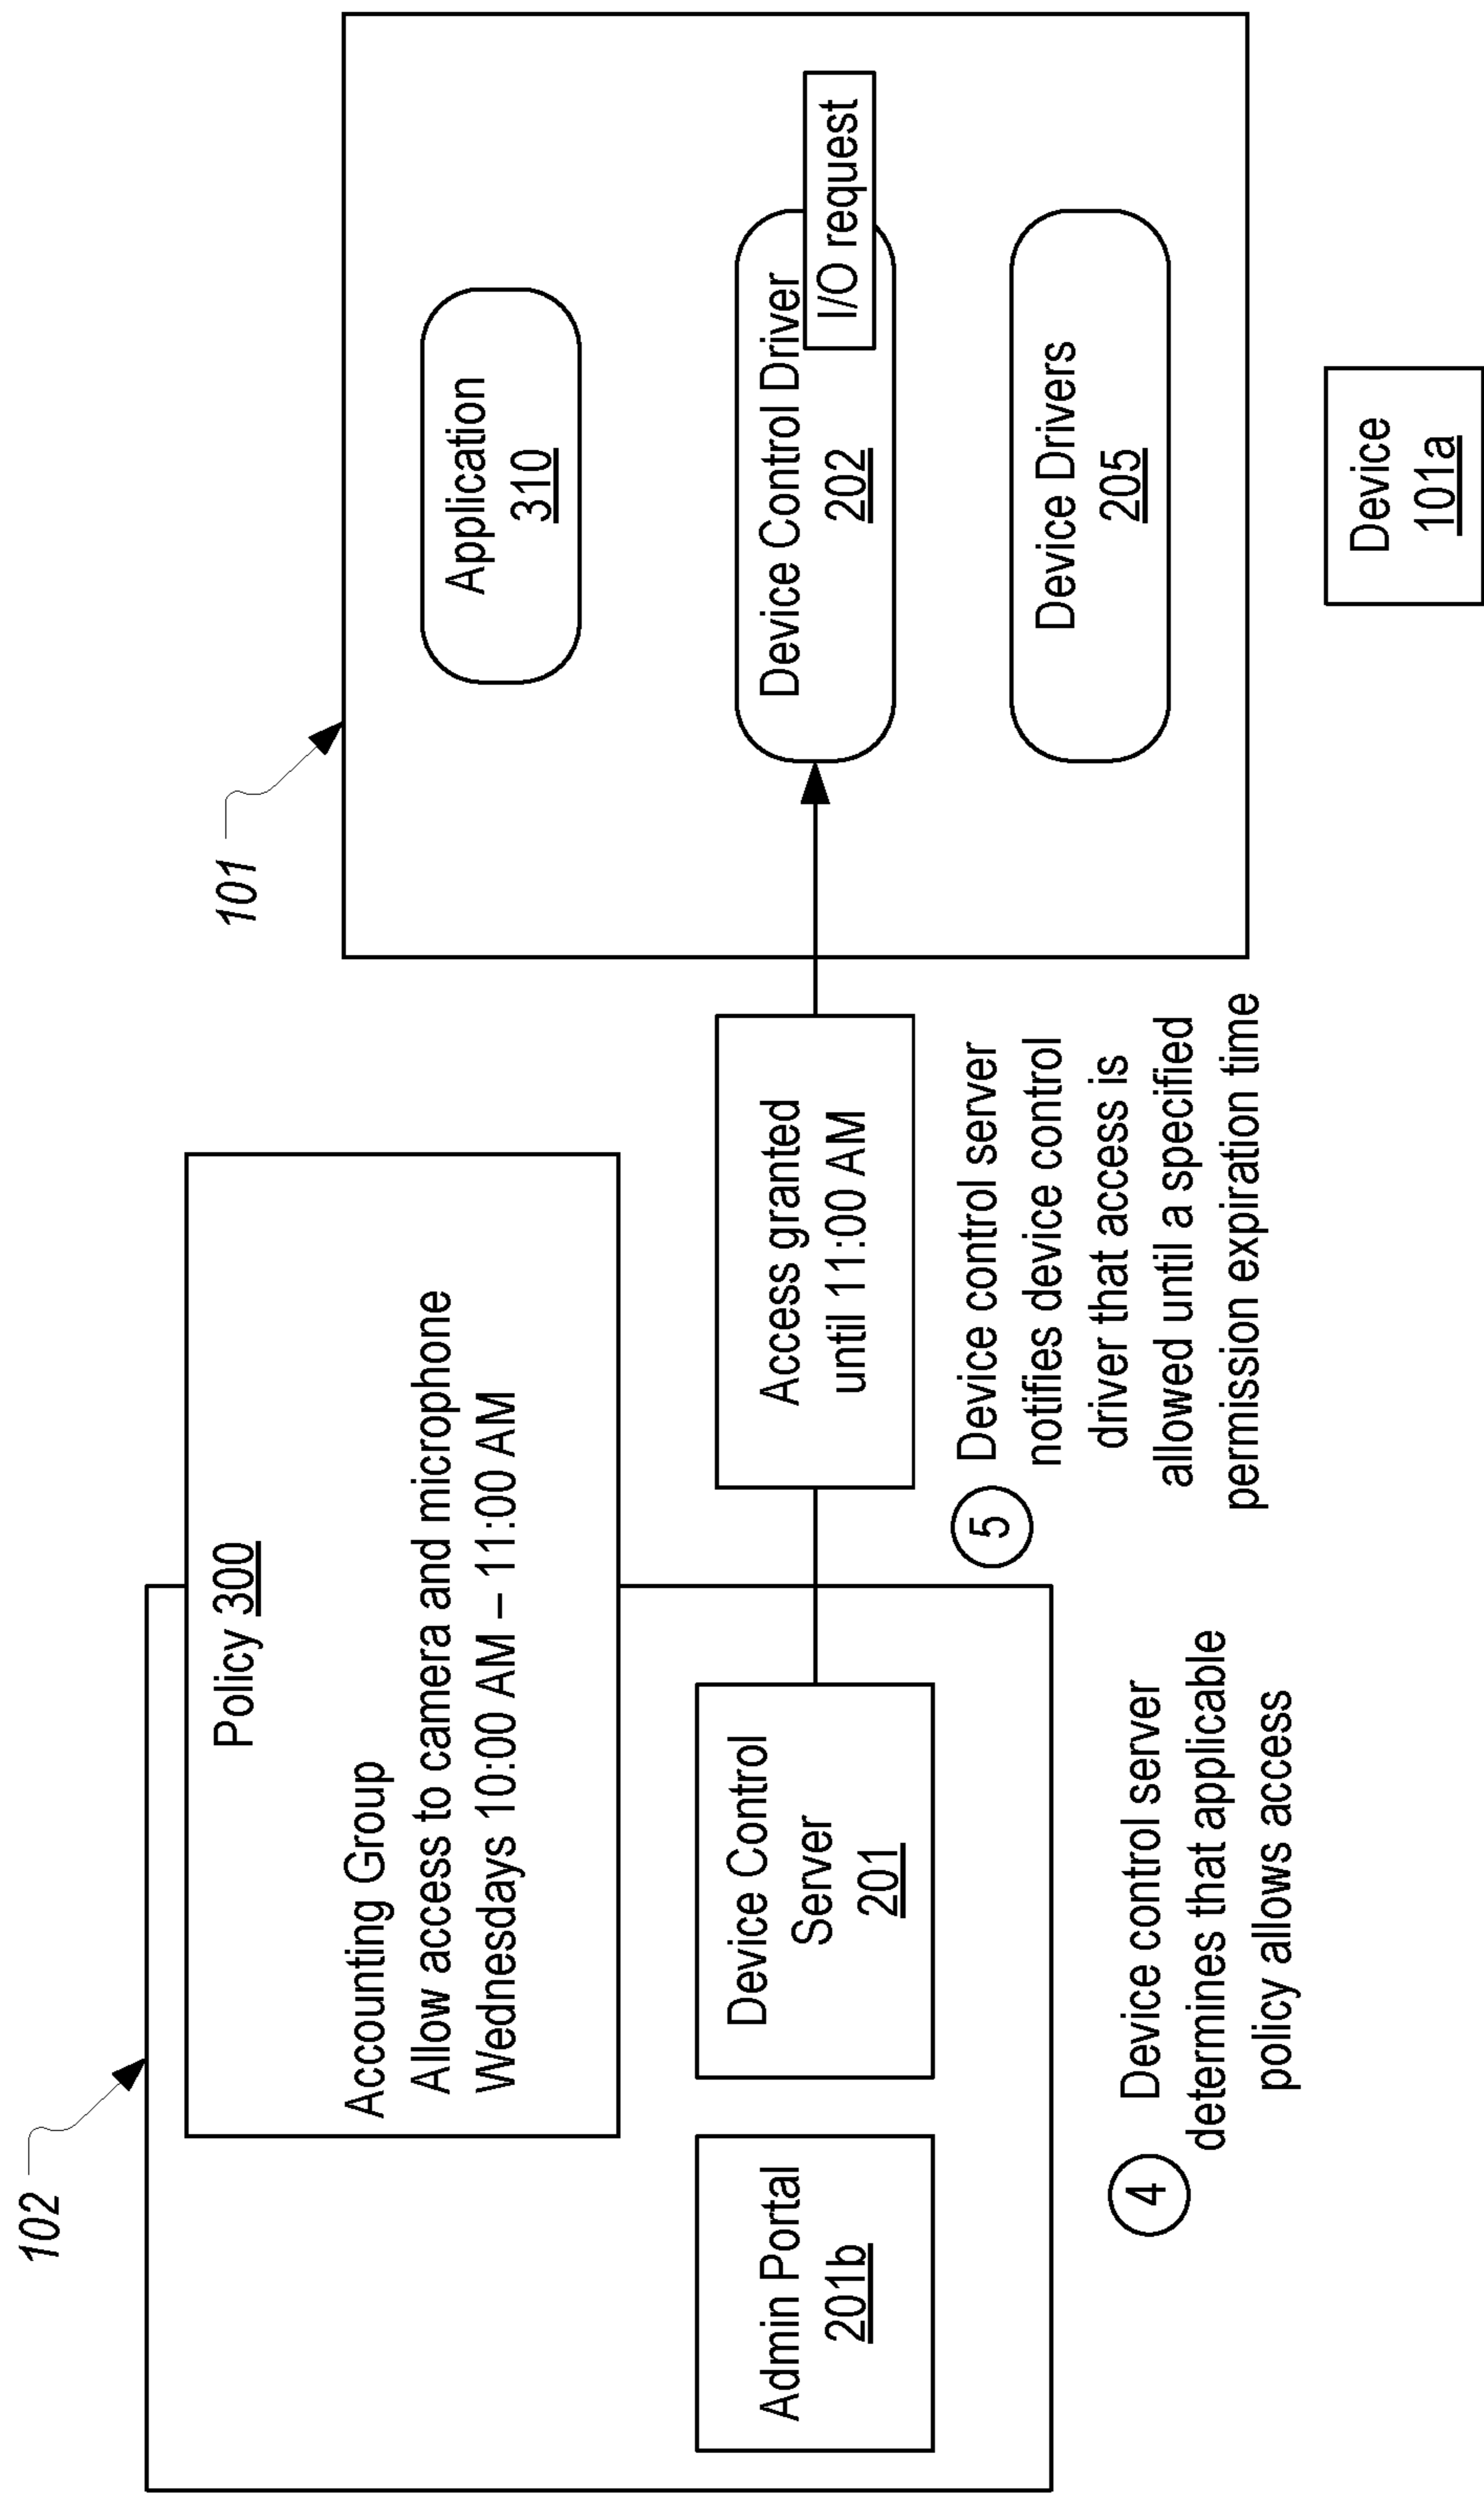 102
Policy 300
Accounting Group
Allow access to camera and microphone
Wednesdays 10:00 AM – 11:00 AM
Admin Portal
201b
Device Control
Server
201
4
Device control server
determines that applicable
policy allows access
Access granted
until 11:00 AM
5
Device control server
notifies device control
driver that access is
allowed until a specified
permission expiration time
101
Application
310
Device Control Driver
202
I/O request
Device Drivers
205
Device
101a